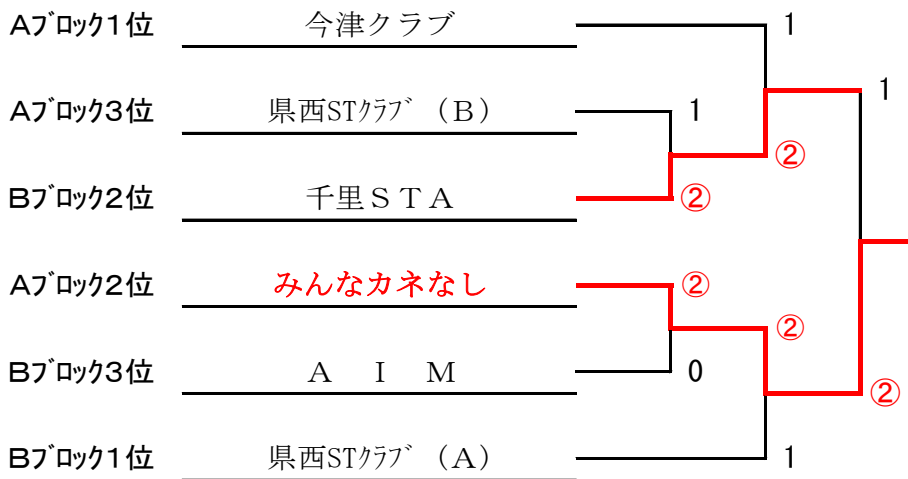 Aブロック1位 今津クラブ 1
1
Aブロック3位 県西STクラブ（B） 1
②
Bブロック2位 千里STA ②
Aブロック2位 みんなカネなし ②
②
Bブロック3位 A I M 0
②
Bブロック1位 県西STクラブ（A） 1